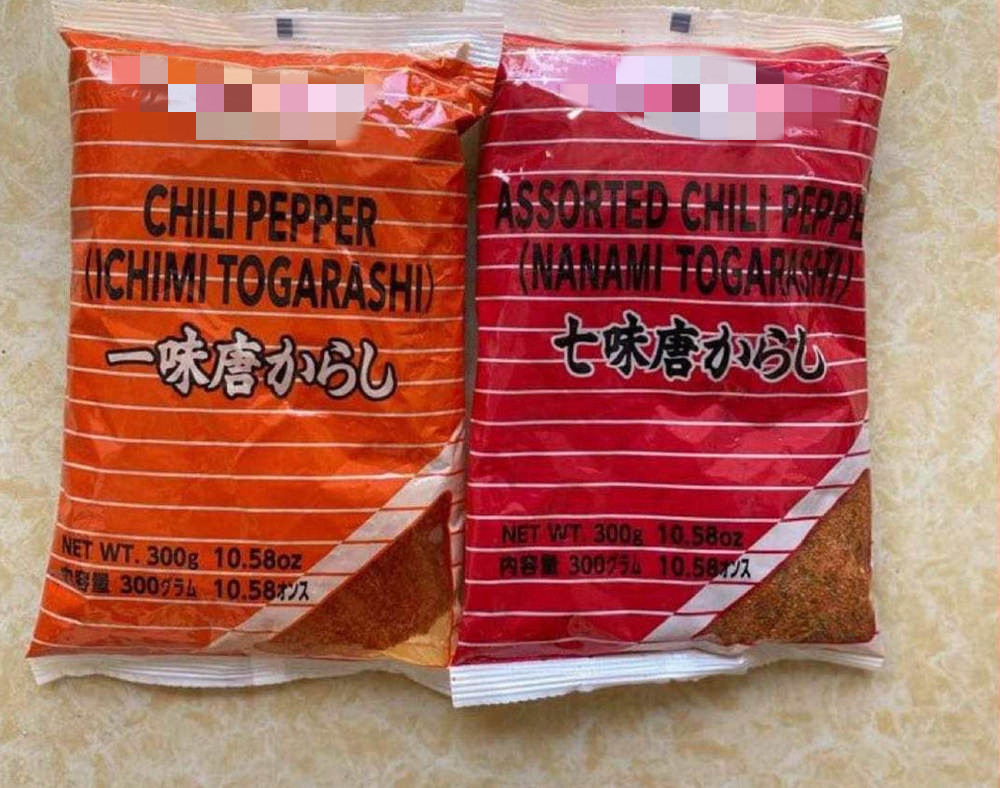 CHILI PEPPER
(ICHIMI TOGARASHI)
一味唐からし
NET WT. 300g 10.58oz
内容量 300グラム 10.58オンス
ASSORTED CHILI PEPPE
(NANAMI TOGARASHI)
七味唐からし
NET WT. 300g 10.58oz
内容量 300グラム 10.58オンス